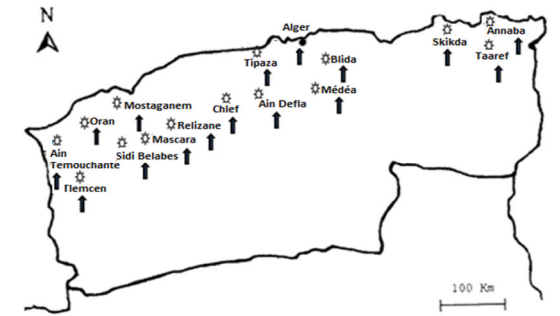 N
Alger
Annaba
Skikda
Taaref
Tipaza
Blida
Médéa
Ain Defla
Chlef
Mostaganem
Oran
Relizane
Mascara
Sidi Belabes
Ain
Temouchante
Tlemcen
100 Km